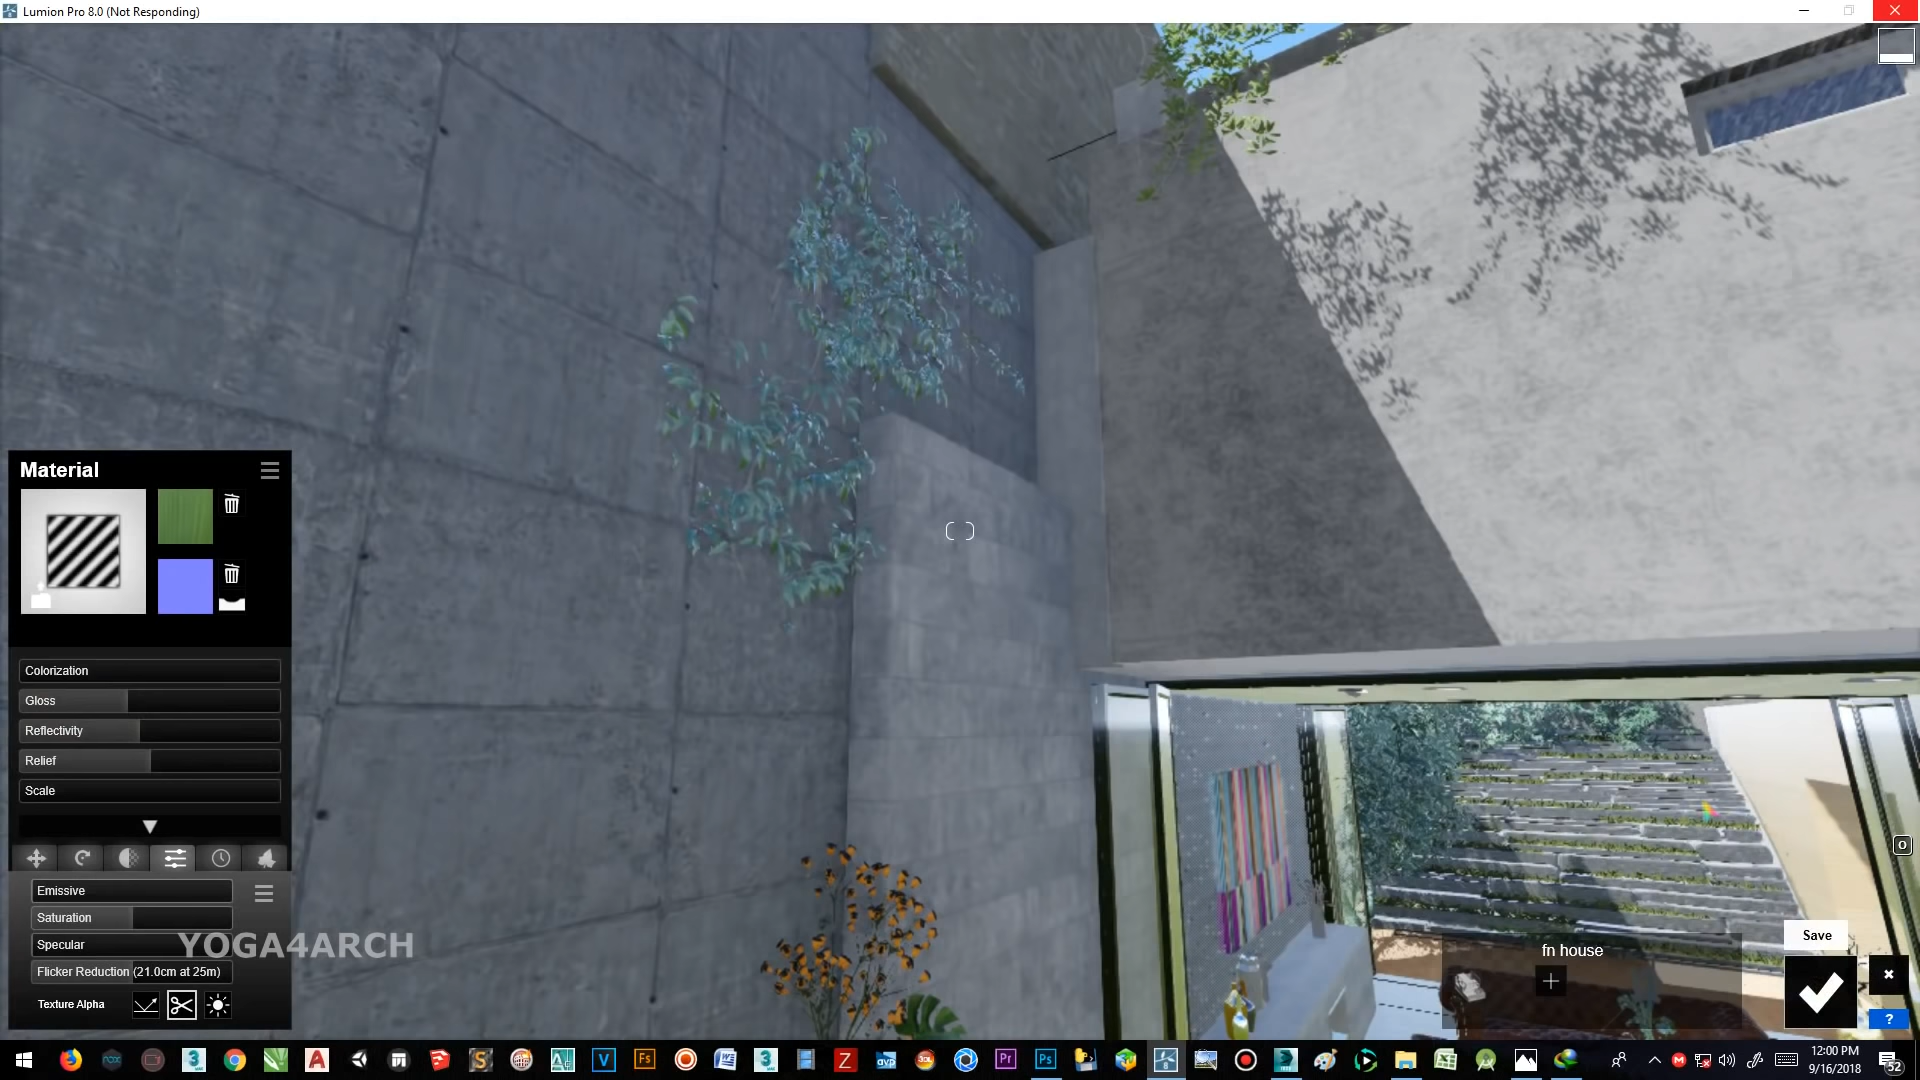 Lumion Pro 8.0 (Not Responding)
Material
Colorization
Gloss
Reflectivity
Relief
Scale
Emissive
Saturation
Specular
YOGA4ARCH
Flicker Reduction (21.0cm at 25m)
Texture Alpha
O
fn house
Save
?
12:00 PM
9/16/2018
52